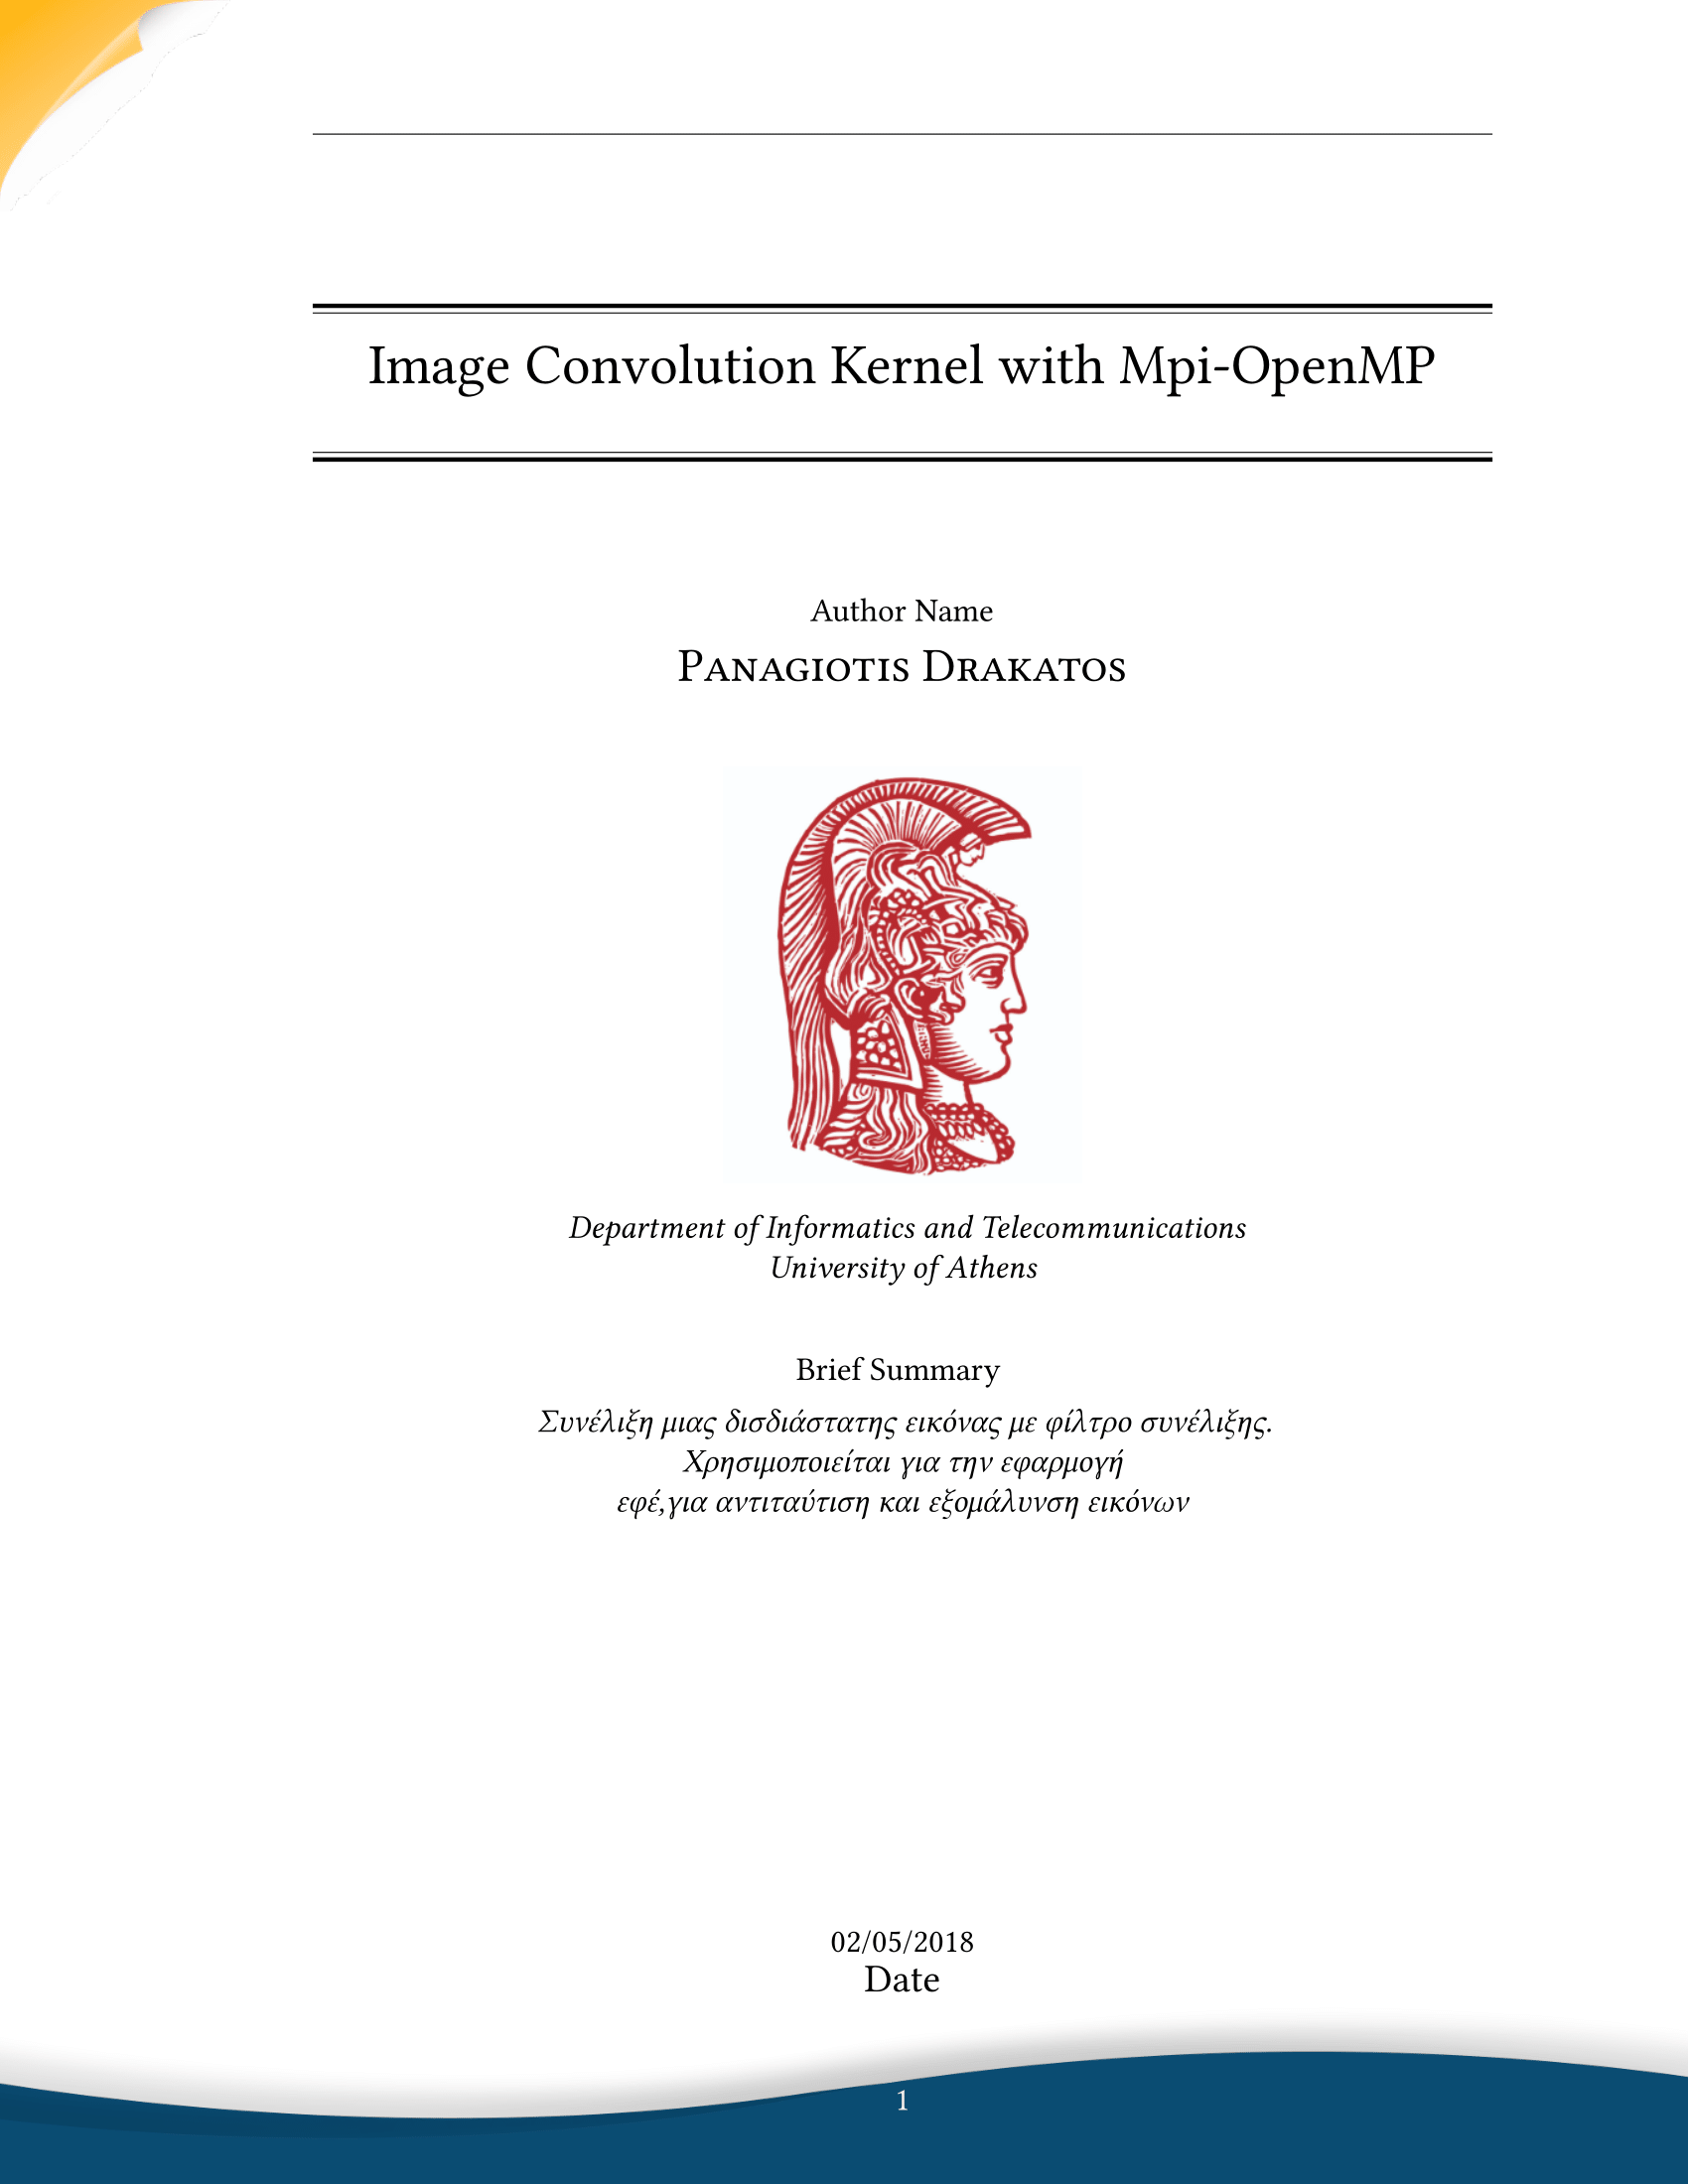 Image Convolution Kernel with Mpi-OpenMP
Author Name
Panagiotis Drakatos
Department of Informatics and Telecommunications
University of Athens
Brief Summary
Συνέλιξη μιας δισδιάστατης εικόνας με φίλτρο συνέλιξης.
Χρησιμοποιείται για την εφαρμογή
εφέ,για αντιταύτιση και εξομάλυνση εικόνων
02/05/2018
Date
1